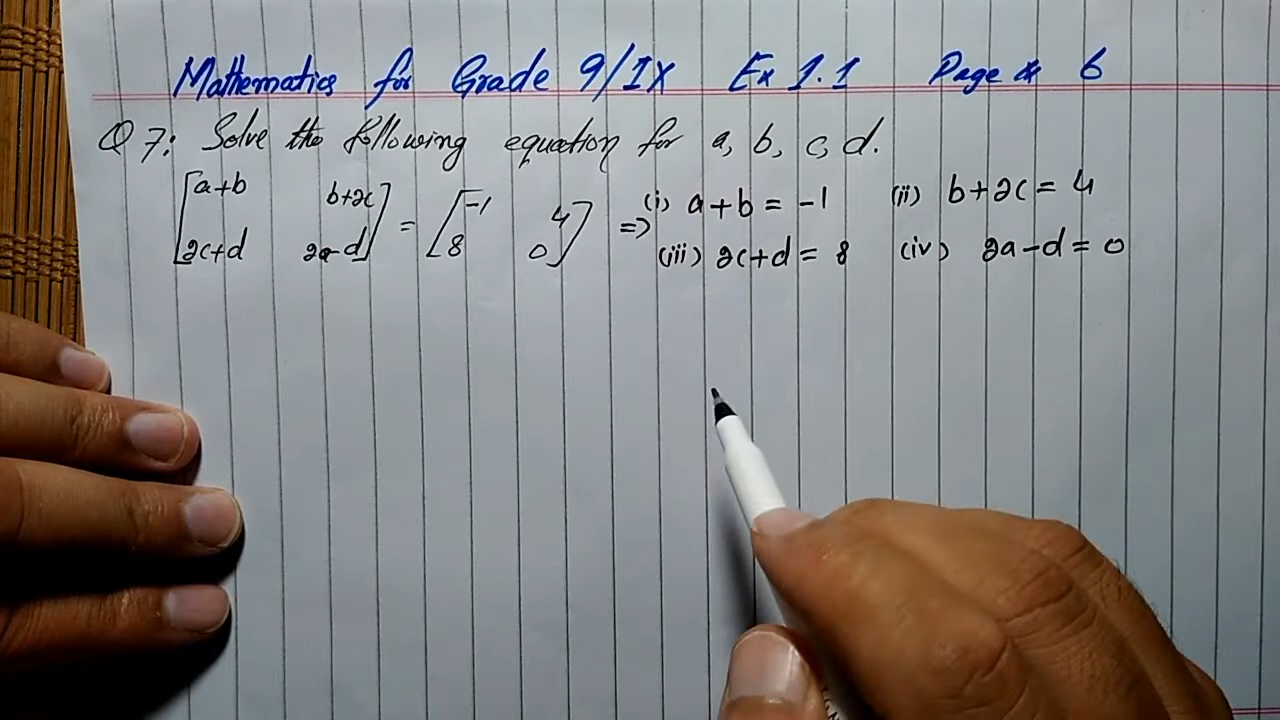 Mathematics for Grade 9/IX Ex 1.1 Page # 6
Q 7: Solve the following equation for a, b, c, d.
[a+b b+2c] = [-1 4] => (i) a+b = -1 (ii) b+2c = 4
[2c+d 2a-d] [8 0] (iii) 2c+d = 8 (iv) 2a-d = 0